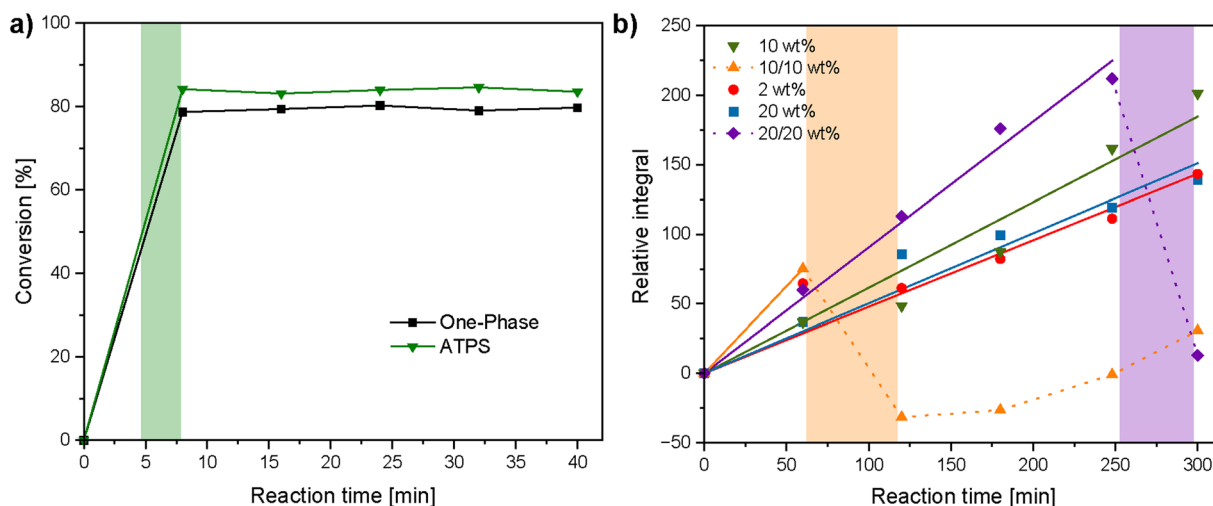 a)
100
80
60
40
20
0
Conversion [%]
One-Phase
ATPS
0 5 10 15 20 25 30 35 40
Reaction time [min]
b)
250
200
150
100
50
0
−50
Relative integral
10 wt%
10/10 wt%
2 wt%
20 wt%
20/20 wt%
0 50 100 150 200 250 300
Reaction time [min]